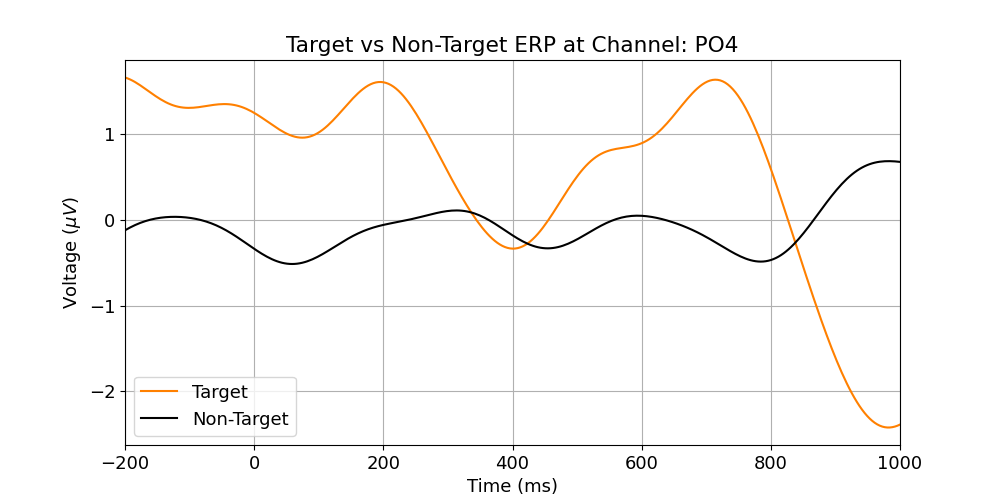 Target vs Non-Target ERP at Channel: PO4
Voltage (μV)
1
0
−1
−2
Target
Non-Target
−200 0 200 400 600 800 1000
Time (ms)